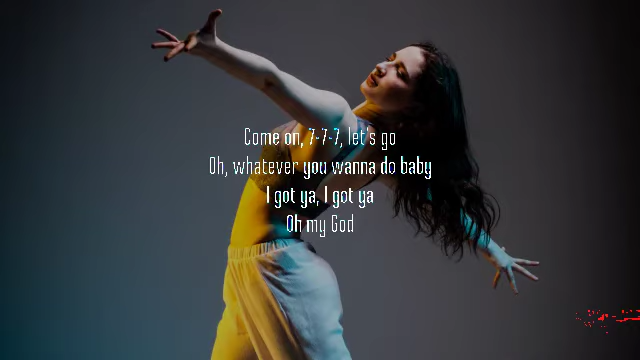 Come on, 7-7-7, let's go
Oh, whatever you wanna do baby
I got ya, I got ya
Oh my God